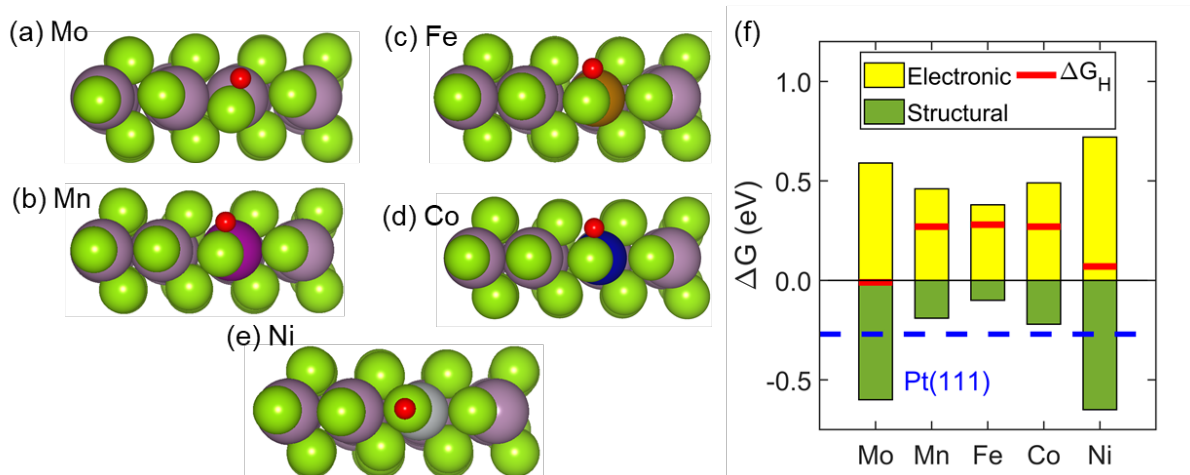 (a) Mo
(b) Mn
(c) Fe
(d) Co
(e) Ni
(f)
Electronic
ΔG_H
Structural
ΔG (eV)
1.0
0.5
0.0
-0.5
Pt(111)
Mo Mn Fe Co Ni